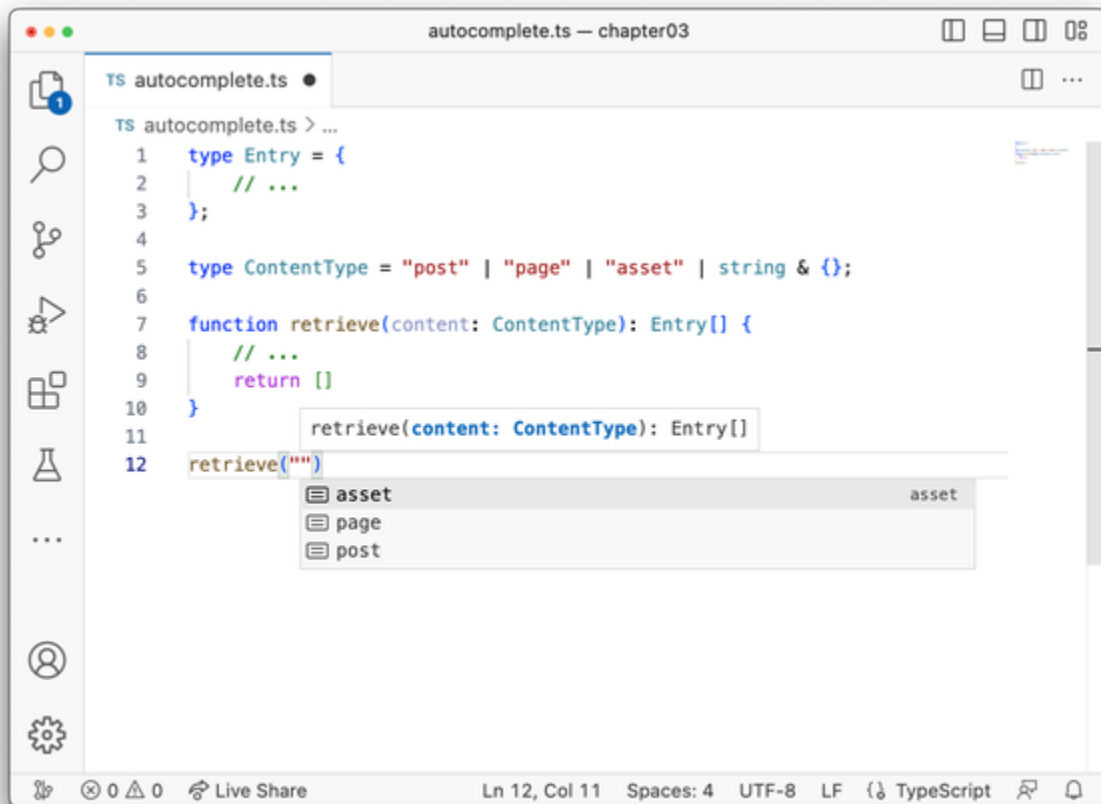 autocomplete.ts — chapter03
TS autocomplete.ts
1
TS autocomplete.ts > ...
1 type Entry = {
2     // ...
3 };
4
5 type ContentType = "post" | "page" | "asset" | string & {};
6
7 function retrieve(content: ContentType): Entry[] {
8     // ...
9     return []
10 }
retrieve(content: ContentType): Entry[]
11
12 retrieve("")
asset asset
page
post
0 0 Live Share Ln 12, Col 11 Spaces: 4 UTF-8 LF {} TypeScript